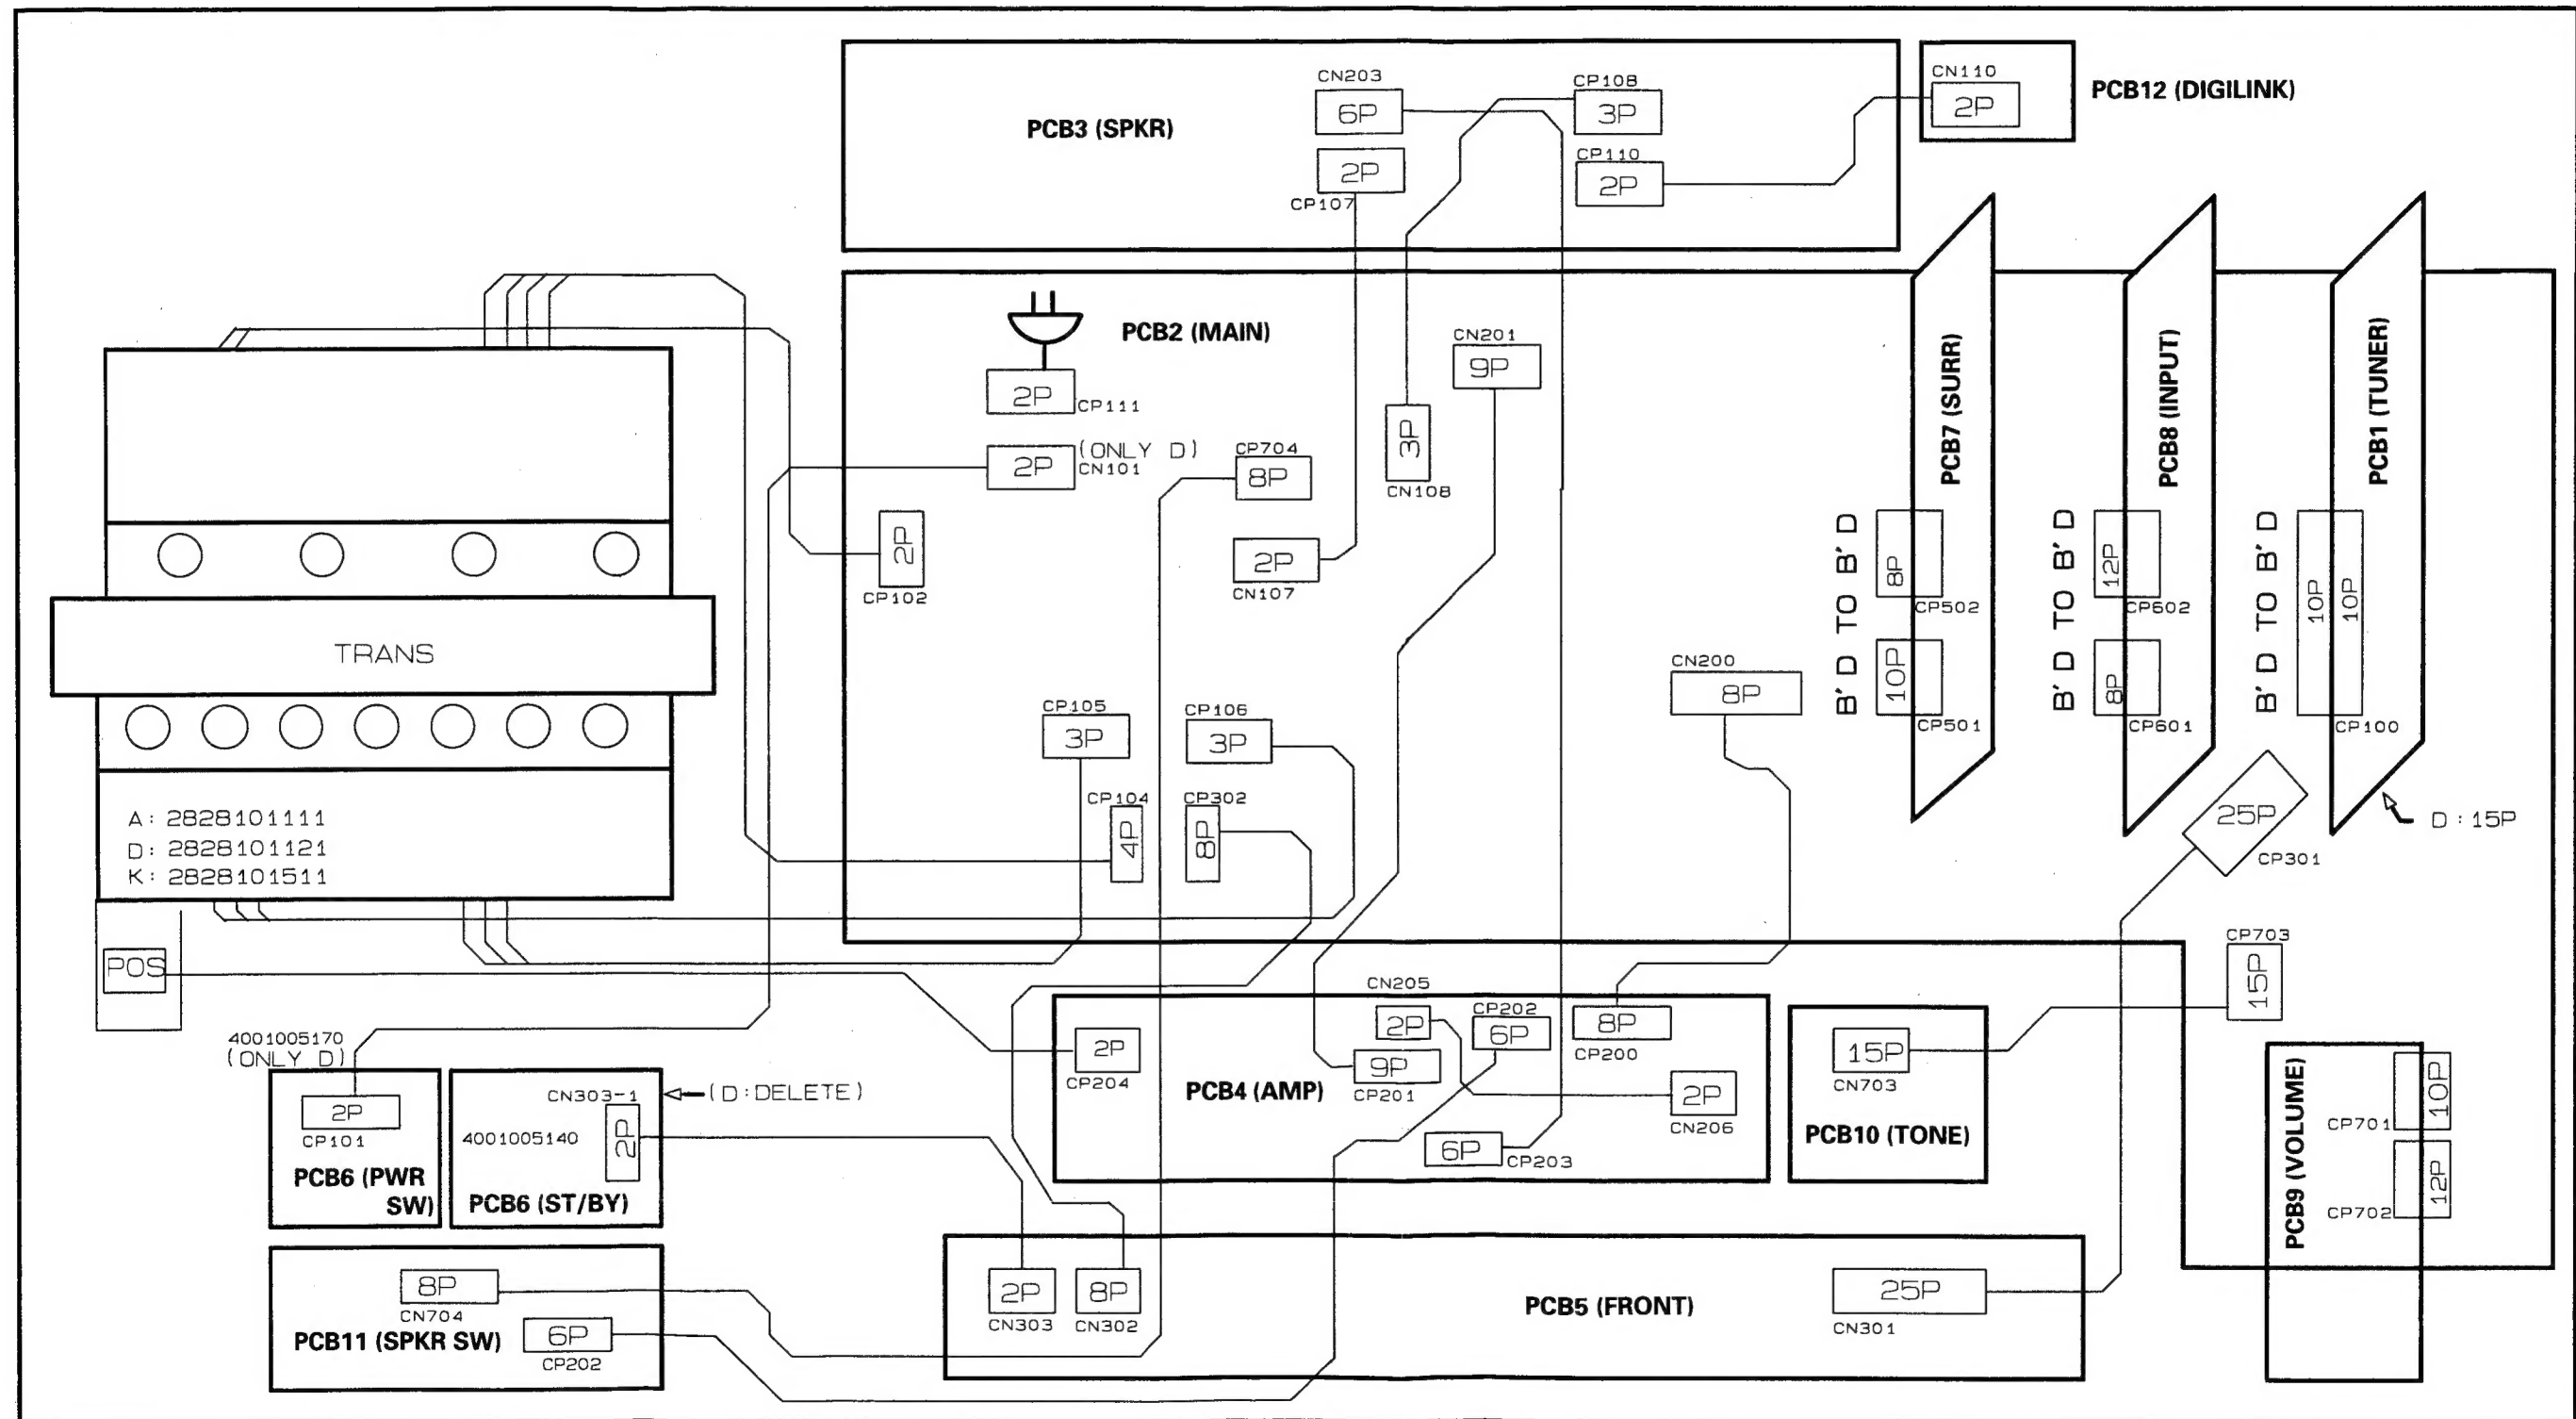 CN203
6P
PCB3 (SPKR)
2P
CP107
CP108
3P
CP110
2P
CN110
2P
PCB12 (DIGILINK)
PCB2 (MAIN)
2P
CP111
2P
(ONLY D)
CN101
CP704
8P
2P
CP102
2P
CN107
3P
CN108
CN201
9P
TRANS
A: 2828101111
D: 2828101121
K: 2828101511
POS
CP105
3P
CP106
3P
CP104
4P
CP302
8P
CN200
8P
PCB7 (SURR)
B'D TO B'D
8P
CP502
10P
CP501
PCB8 (INPUT)
B'D TO B'D
12P
CP602
8P
CP601
PCB1 (TUNER)
B'D TO B'D
10P
10P
CP100
D:15P
25P
CP301
CP703
15P
4001005170
(ONLY D)
2P
CP101
PCB6 (PWR
SW)
CN303-1
(D:DELETE)
4001005140
2P
PCB6 (ST/BY)
2P
CP204
PCB4 (AMP)
CN205
2P
9P
CP201
CP202
6P
8P
CP200
2P
CN206
6P
CP203
15P
CN703
PCB10 (TONE)
PCB9 (VOLUME)
CP701
10P
CP702
12P
8P
CN704
PCB11 (SPKR SW)
6P
CP202
2P
CN303
8P
CN302
PCB5 (FRONT)
25P
CN301